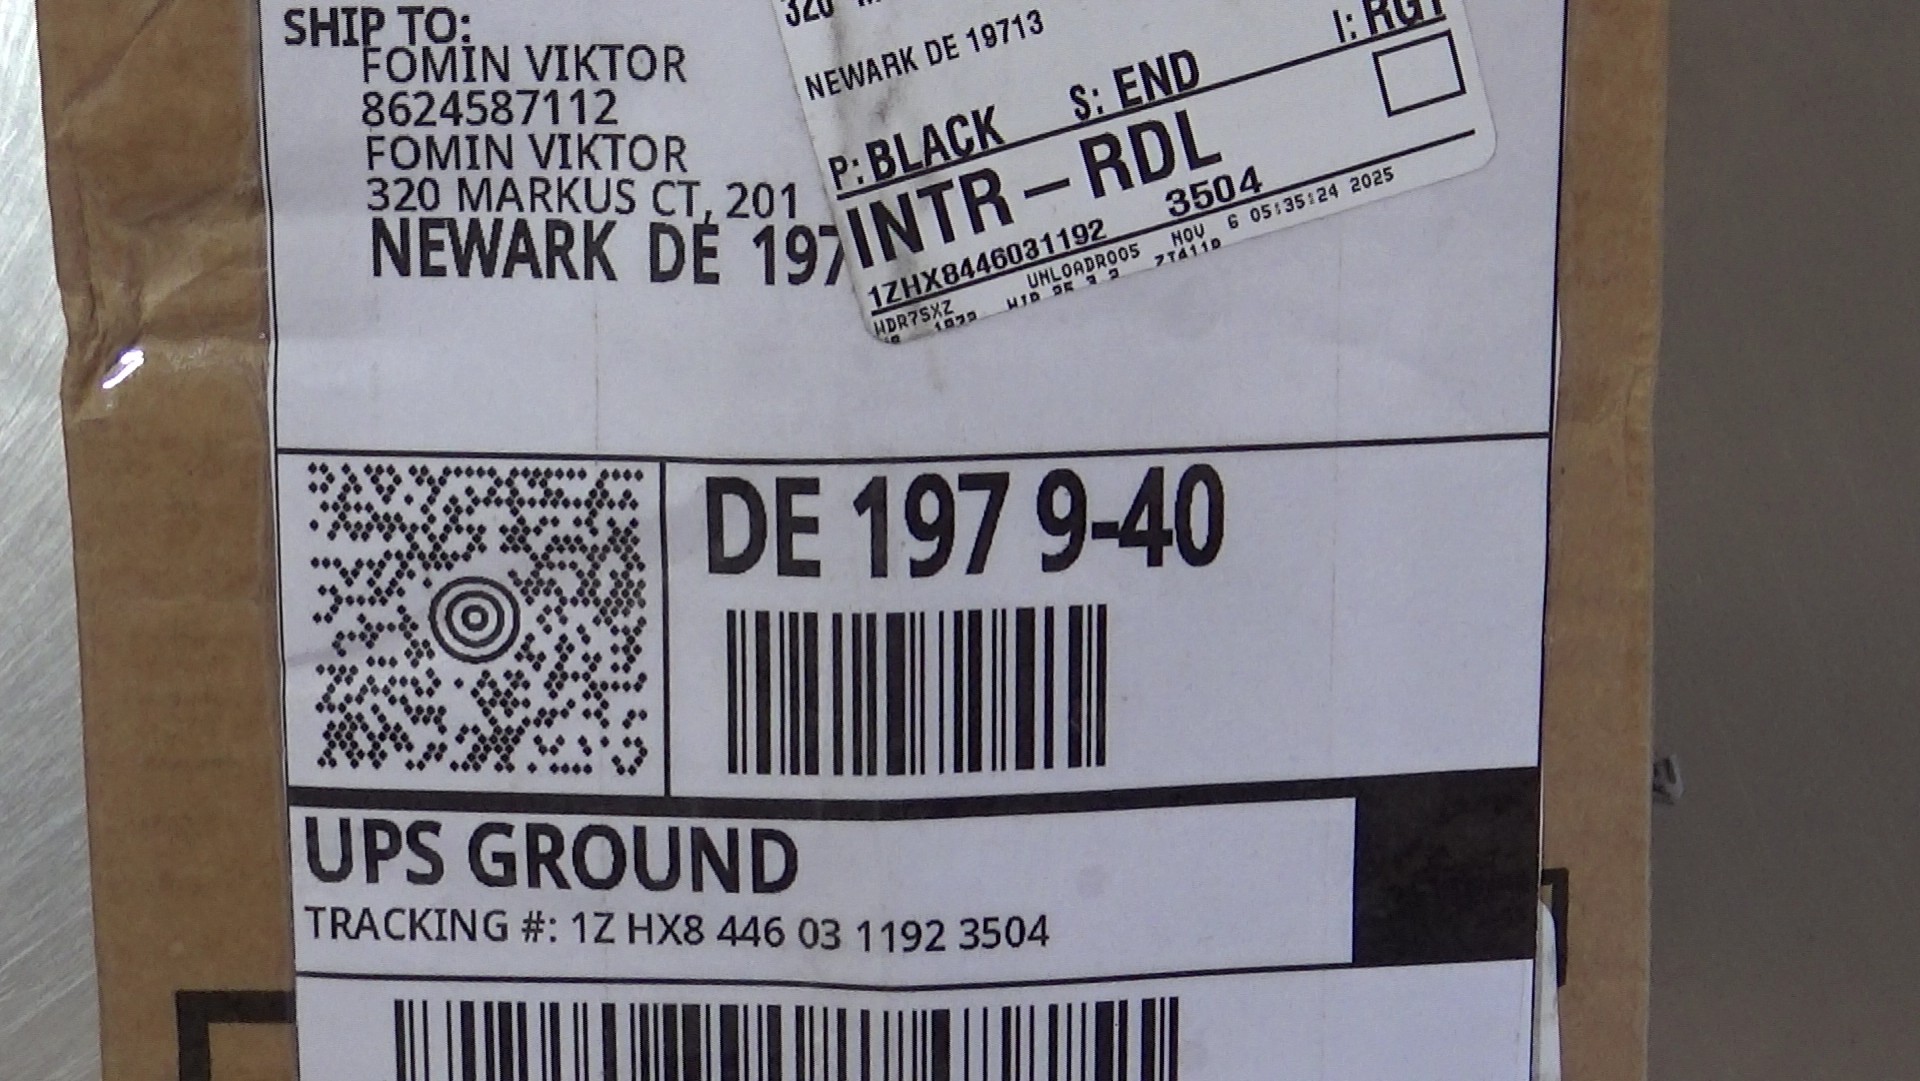 SHIP TO:
FOMIN VIKTOR
8624587112
FOMIN VIKTOR
320 MARKUS CT, 201
NEWARK DE 197
320
NEWARK DE 19713
P: BLACK S: END I: RGT
INTR-RDL
1ZHX8446031192 3504
HDR7SXZ UNLOADR005 NOV 6 05:35:24 2025
DE 197 9-40
UPS GROUND
TRACKING #: 1Z HX8 446 03 1192 3504